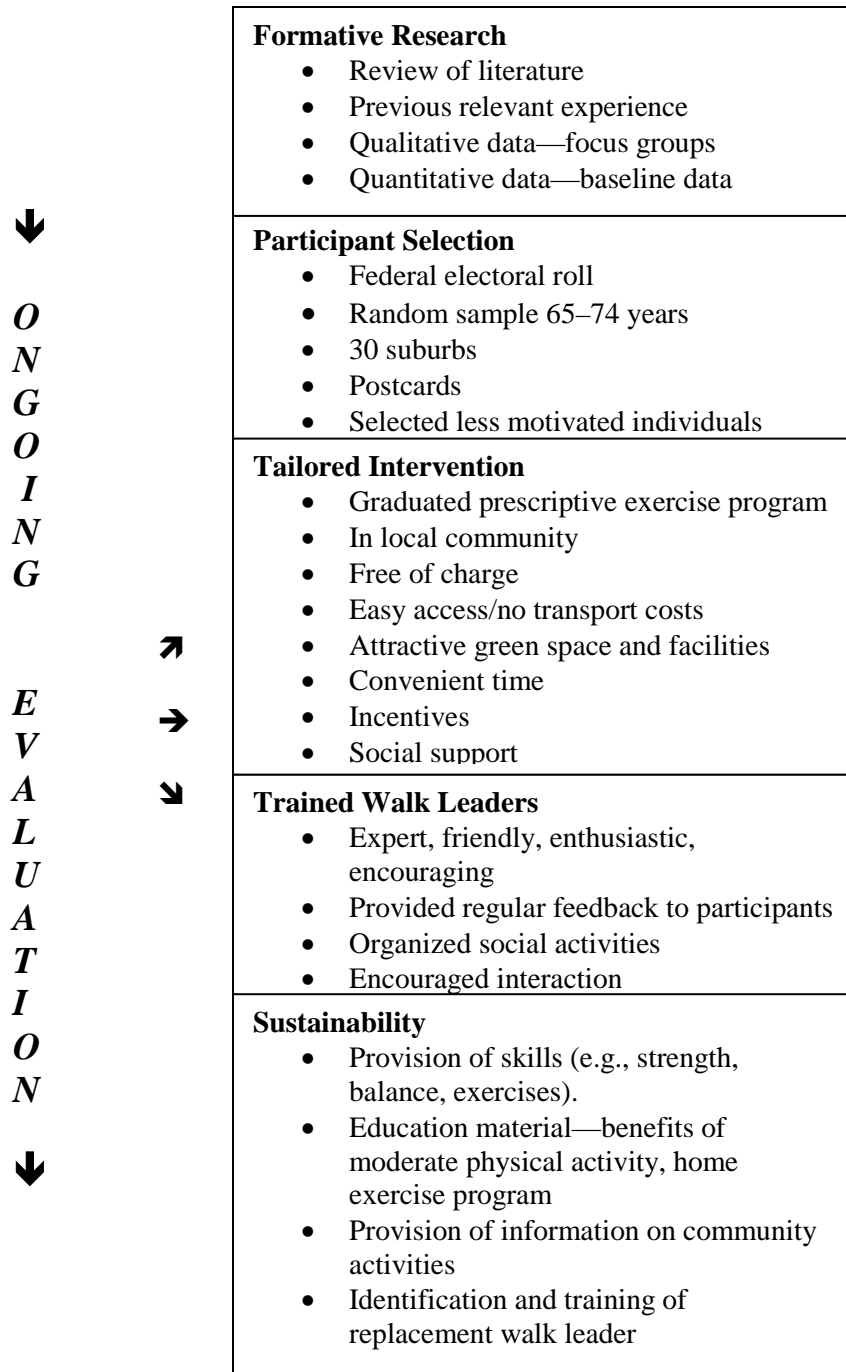 Formative Research
• Review of literature
• Previous relevant experience
• Qualitative data—focus groups
• Quantitative data—baseline data
Participant Selection
• Federal electoral roll
• Random sample 65–74 years
• 30 suburbs
• Postcards
• Selected less motivated individuals
Tailored Intervention
• Graduated prescriptive exercise program
• In local community
• Free of charge
• Easy access/no transport costs
• Attractive green space and facilities
• Convenient time
• Incentives
• Social support
Trained Walk Leaders
• Expert, friendly, enthusiastic,
encouraging
• Provided regular feedback to participants
• Organized social activities
• Encouraged interaction
Sustainability
• Provision of skills (e.g., strength,
balance, exercises).
• Education material—benefits of
moderate physical activity, home
exercise program
• Provision of information on community
activities
• Identification and training of
replacement walk leader
O
N
G
O
I
N
G
E
V
A
L
U
A
T
I
O
N